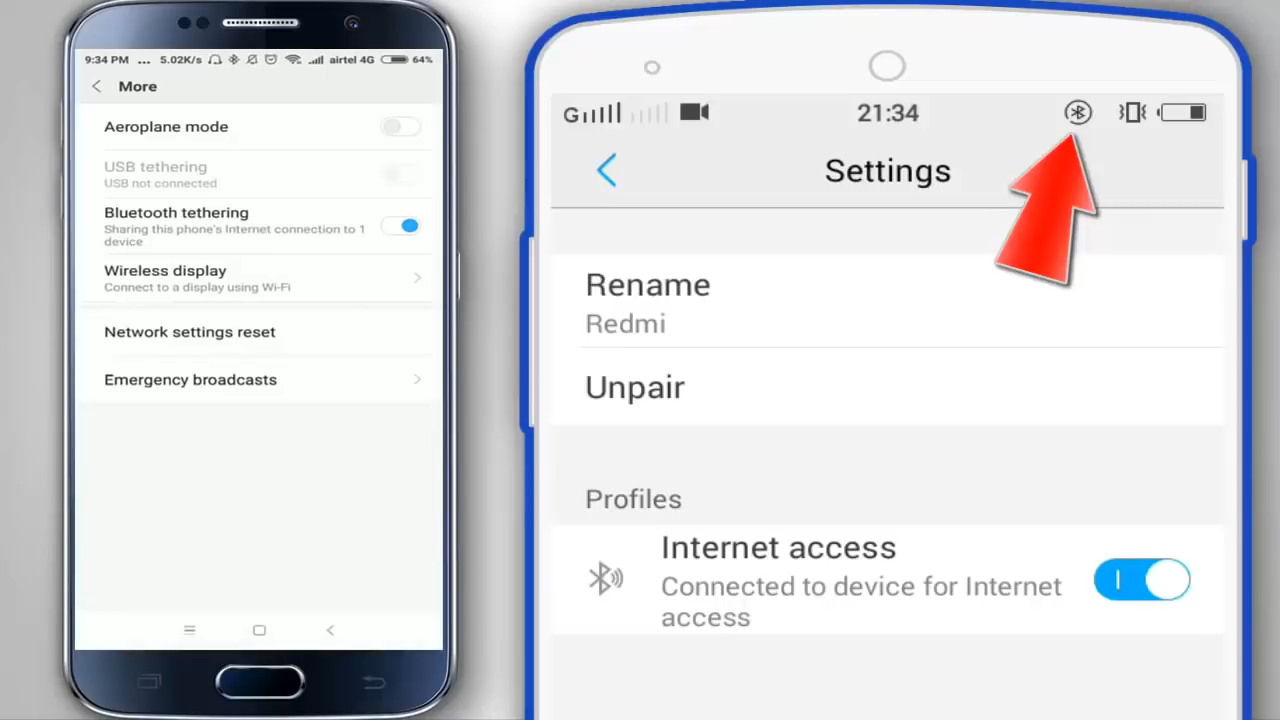 9:34 PM ... 5.02K/s airtel 4G 64%
More
Aeroplane mode
USB tethering
USB not connected
Bluetooth tethering
Sharing this phone's Internet connection to 1
device
Wireless display
Connect to a display using Wi-Fi
Network settings reset
Emergency broadcasts
G 21:34
Settings
Rename
Redmi
Unpair
Profiles
Internet access
Connected to device for Internet
access